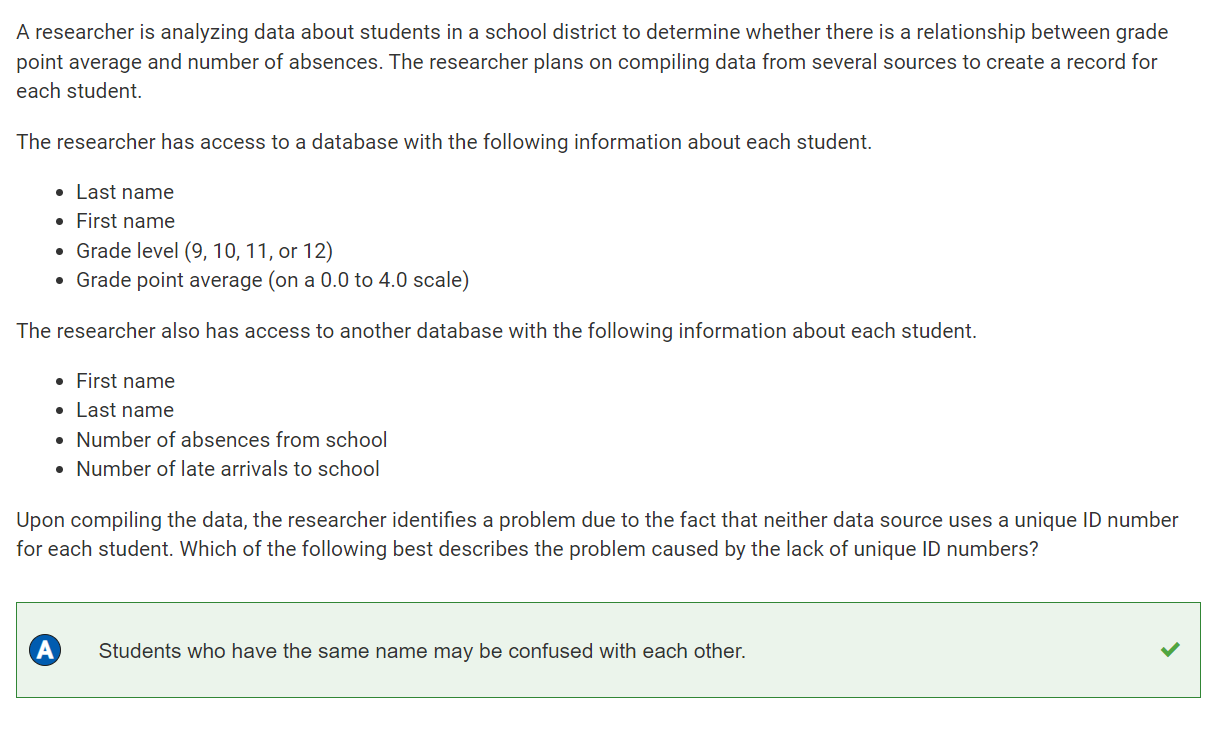 A researcher is analyzing data about students in a school district to determine whether there is a relationship between grade
point average and number of absences. The researcher plans on compiling data from several sources to create a record for
each student.
The researcher has access to a database with the following information about each student.
• Last name
• First name
• Grade level (9, 10, 11, or 12)
• Grade point average (on a 0.0 to 4.0 scale)
The researcher also has access to another database with the following information about each student.
• First name
• Last name
• Number of absences from school
• Number of late arrivals to school
Upon compiling the data, the researcher identifies a problem due to the fact that neither data source uses a unique ID number
for each student. Which of the following best describes the problem caused by the lack of unique ID numbers?
A Students who have the same name may be confused with each other.